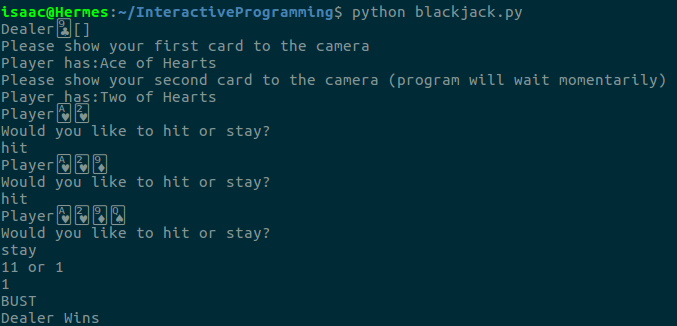 isaac@Hermes:~/InteractiveProgramming$ python blackjack.py
Dealer🃙[]
Please show your first card to the camera
Player has:Ace of Hearts
Please show your second card to the camera (program will wait momentarily)
Player has:Two of Hearts
Player🂱🂲
Would you like to hit or stay?
hit
Player🂱🂲🃉
Would you like to hit or stay?
hit
Player🂱🂲🃉🂭
Would you like to hit or stay?
stay
11 or 1
1
BUST
Dealer Wins